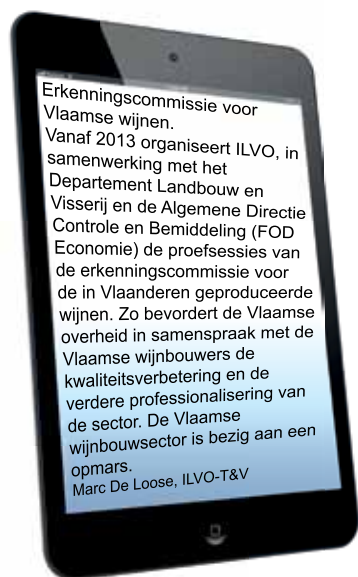 Erkenningscommissie voor
Vlaamse wijnen.
Vanaf 2013 organiseert ILVO, in
samenwerking met het
Departement Landbouw en
Visserij en de Algemene Directie
Controle en Bemiddeling (FOD
Economie) de proefsessies van
de erkenningscommissie voor
de in Vlaanderen geproduceerde
wijnen. Zo bevordert de Vlaamse
overheid in samenspraak met de
Vlaamse wijnbouwers de
kwaliteitsverbetering en de
verdere professionalisering van
de sector. De Vlaamse
wijnbouwsector is bezig aan een
opmars.
Marc De Loose, ILVO-T&V